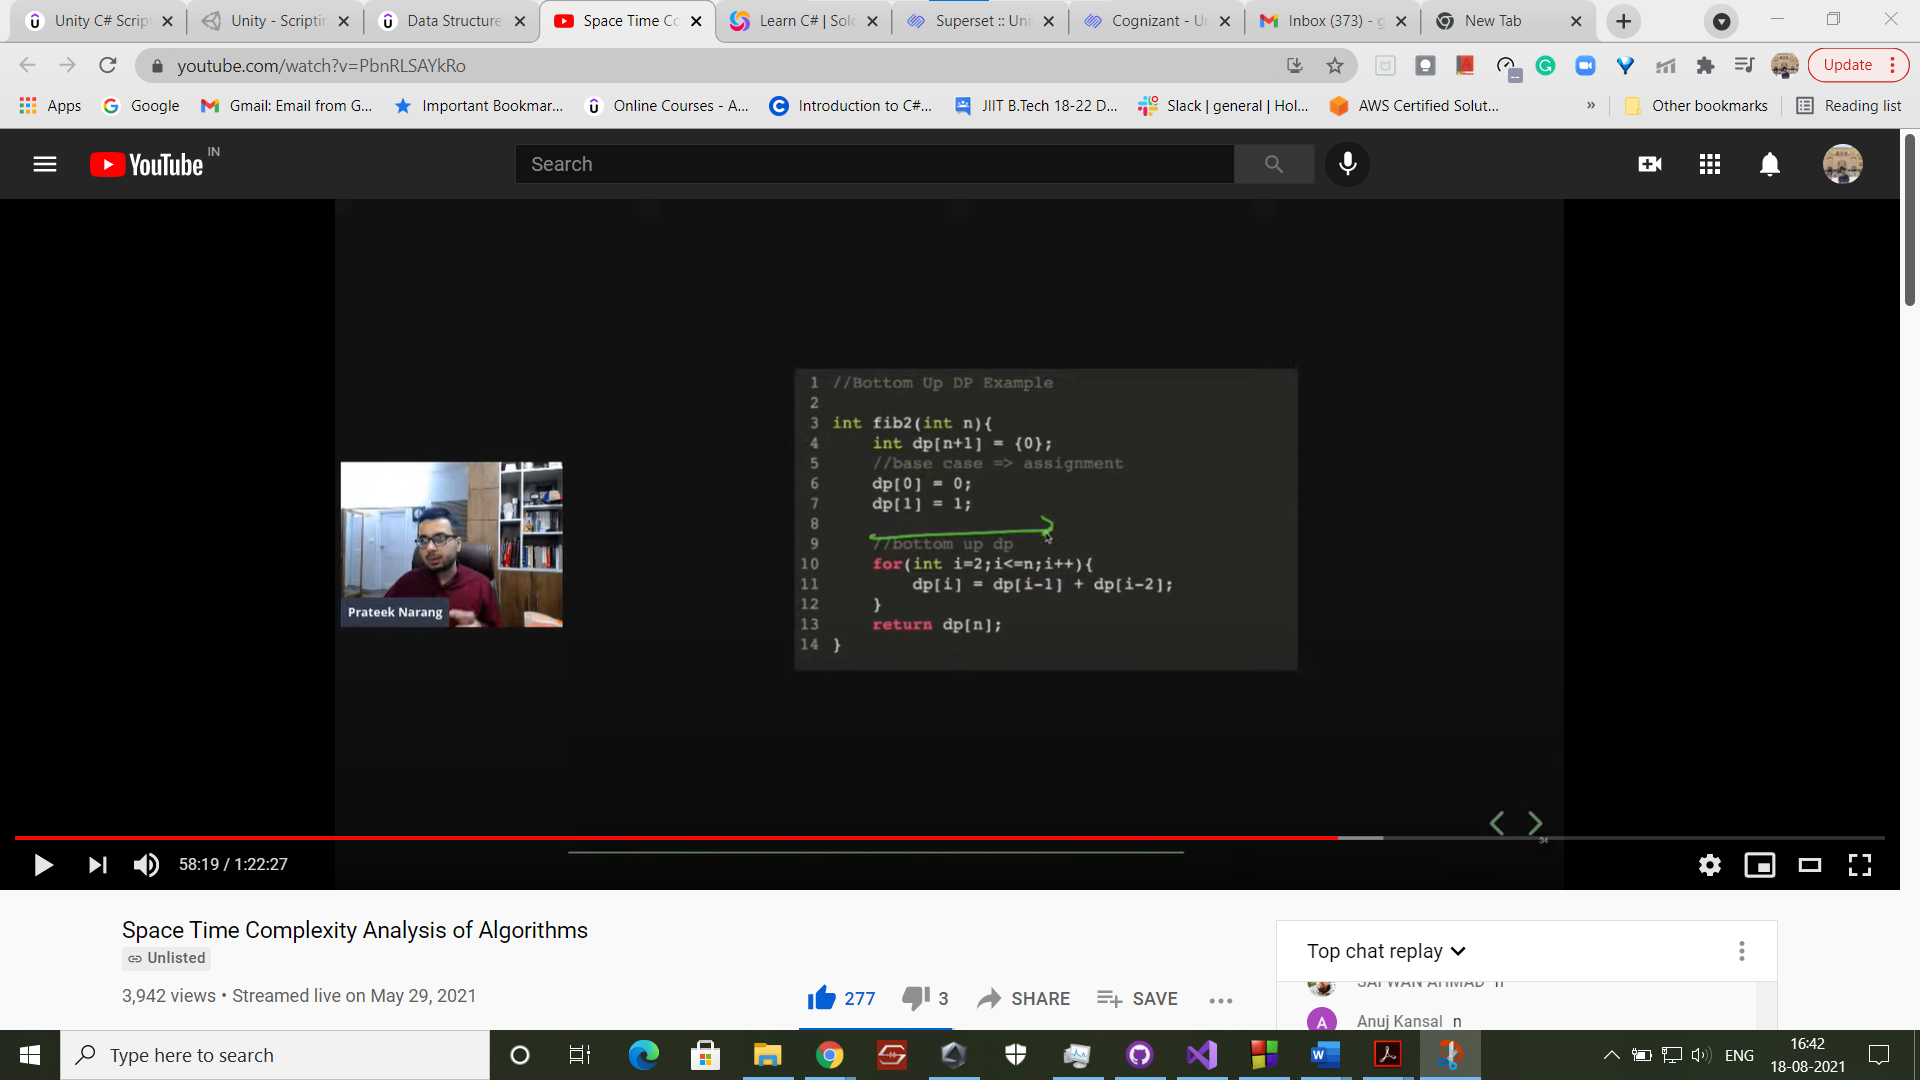 Unity C# Scrip
Unity - Scriptin
Data Structure
Space Time Co
Learn C# | Solo
Superset :: Uni
Cognizant - Un
Inbox (373) - g
New Tab
youtube.com/watch?v=PbnRLSAYkRo
Update
Apps
Google
Gmail: Email from G...
Important Bookmar...
Online Courses - A...
Introduction to C#...
JIIT B.Tech 18-22 D...
Slack | general | Hol...
AWS Certified Solut...
»
Other bookmarks
Reading list
YouTube IN
Search
1 //Bottom Up DP Example
2
3 int fib2(int n){
4 int dp[n+1] = {0};
5 //base case => assignment
6 dp[0] = 0;
7 dp[1] = 1;
8
9 //bottom up dp
10 for(int i=2;i<=n;i++){
11 dp[i] = dp[i-1] + dp[i-2];
12 }
13 return dp[n];
14 }
Prateek Narang
34
58:19 / 1:22:27
Space Time Complexity Analysis of Algorithms
Unlisted
3,942 views • Streamed live on May 29, 2021
277
3
SHARE
SAVE
Top chat replay
SAFWAN AHMAD n
A Anuj Kansal n
Type here to search
ENG
16:42
18-08-2021